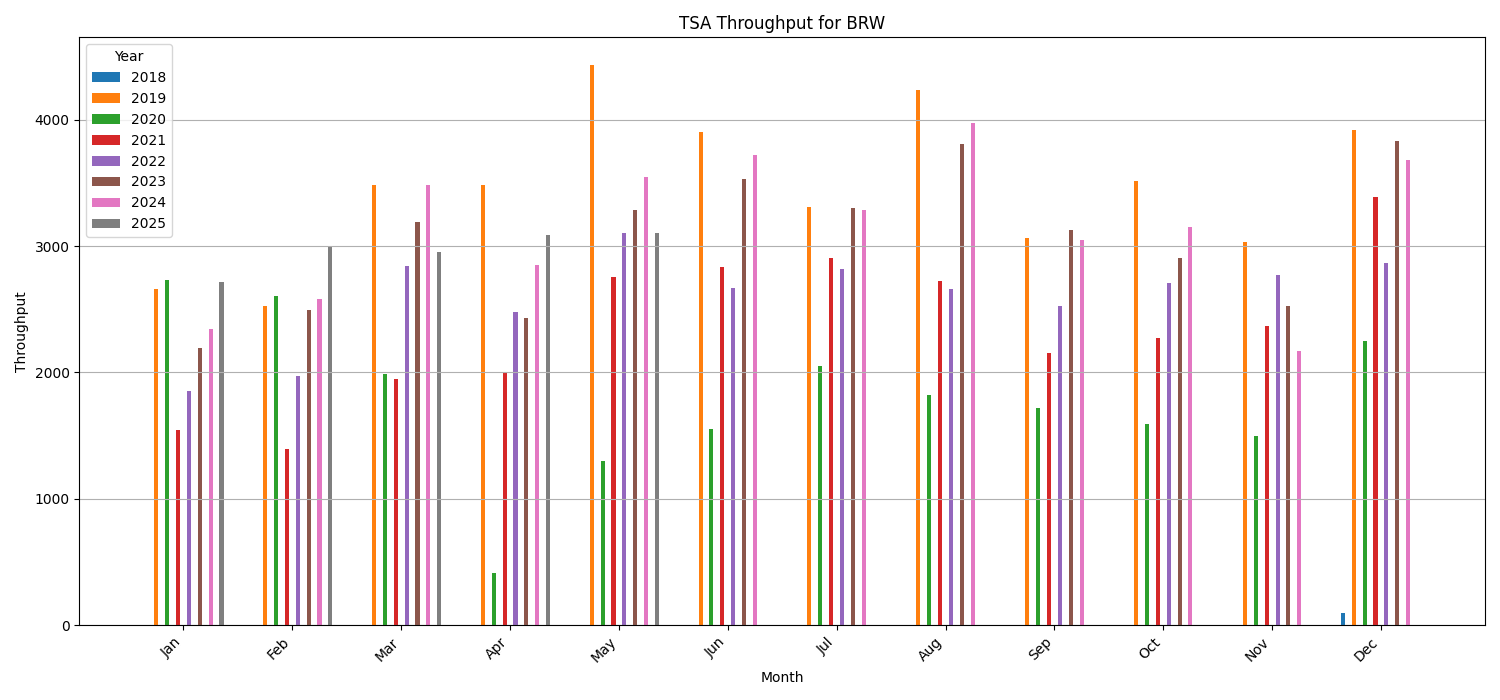 TSA Throughput for BRW
Year
2018
2019
2020
2021
2022
2023
2024
2025
Throughput
4000
3000
2000
1000
0
Jan
Feb
Mar
Apr
May
Jun
Jul
Aug
Sep
Oct
Nov
Dec
Month